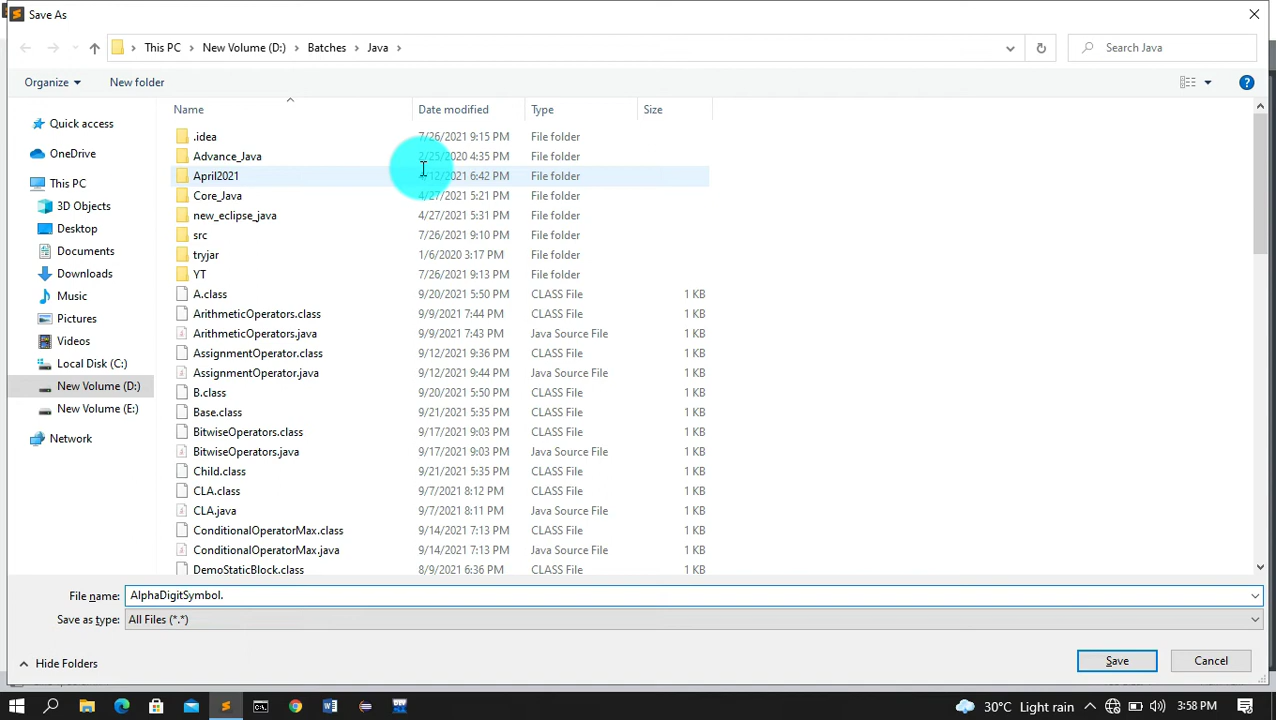 Save As
This PC > New Volume (D:) > Batches > Java >
Search Java
Organize
New folder
Name
Date modified
Type
Size
Quick access
OneDrive
This PC
3D Objects
Desktop
Documents
Downloads
Music
Pictures
Videos
Local Disk (C:)
New Volume (D:)
New Volume (E:)
Network
.idea 7/26/2021 9:15 PM File folder
Advance_Java 2/25/2020 4:35 PM File folder
April2021 /12/2021 6:42 PM File folder
Core_Java 4/27/2021 5:21 PM File folder
new_eclipse_java 4/27/2021 5:31 PM File folder
src 7/26/2021 9:10 PM File folder
tryjar 1/6/2020 3:17 PM File folder
YT 7/26/2021 9:13 PM File folder
A.class 9/20/2021 5:50 PM CLASS File 1 KB
ArithmeticOperators.class 9/9/2021 7:44 PM CLASS File 1 KB
ArithmeticOperators.java 9/9/2021 7:43 PM Java Source File 1 KB
AssignmentOperator.class 9/12/2021 9:36 PM CLASS File 1 KB
AssignmentOperator.java 9/12/2021 9:44 PM Java Source File 1 KB
B.class 9/20/2021 5:50 PM CLASS File 1 KB
Base.class 9/21/2021 5:35 PM CLASS File 1 KB
BitwiseOperators.class 9/17/2021 9:03 PM CLASS File 1 KB
BitwiseOperators.java 9/17/2021 9:03 PM Java Source File 1 KB
Child.class 9/21/2021 5:35 PM CLASS File 1 KB
CLA.class 9/7/2021 8:12 PM CLASS File 1 KB
CLA.java 9/7/2021 8:11 PM Java Source File 1 KB
ConditionalOperatorMax.class 9/14/2021 7:13 PM CLASS File 1 KB
ConditionalOperatorMax.java 9/14/2021 7:13 PM Java Source File 1 KB
DemoStaticBlock.class 8/9/2021 6:36 PM CLASS File 1 KB
File name: AlphaDigitSymbol.
Save as type: All Files (*.*)
Hide Folders
Save
Cancel
30°C Light rain
3:58 PM